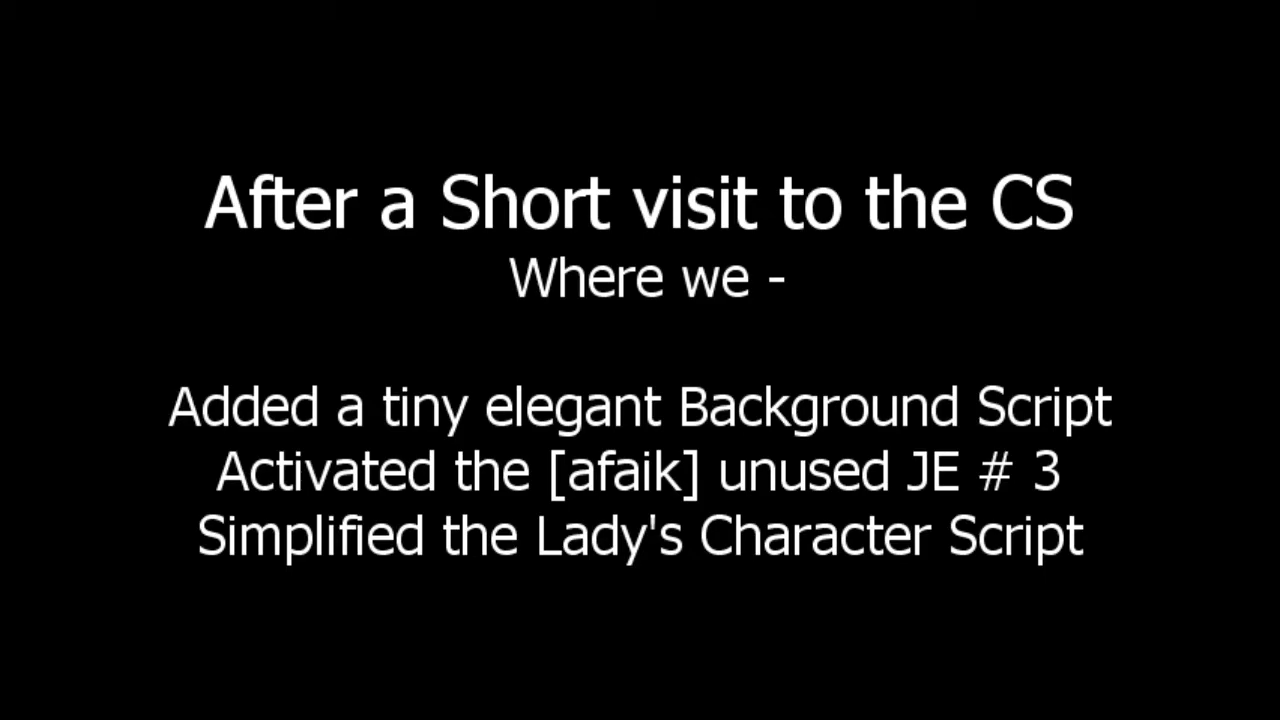 After a Short visit to the CS
Where we -
Added a tiny elegant Background Script
Activated the [afaik] unused JE # 3
Simplified the Lady's Character Script